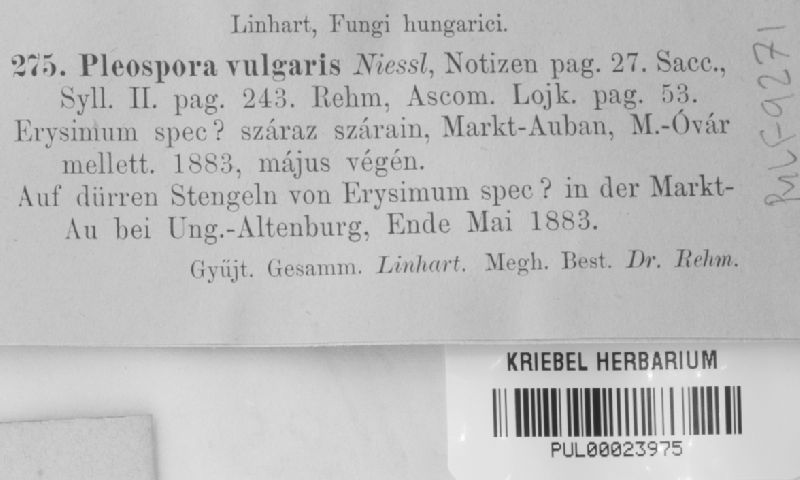 Linhart, Fungi hungarici.
275. Pleospora vulgaris Niessl, Notizen pag. 27. Sacc.,
Syll. II. pag. 243. Rehm, Ascom. Lojk. pag. 53.
Erysimum spec? száraz szárain, Markt-Auban, M.-Óvár
mellett. 1883, május végén.
Auf dürren Stengeln von Erysimum spec? in der Markt-
Au bei Ung.-Altenburg, Ende Mai 1883.
Gyűjt. Gesamm. Linhart. Megh. Best. Dr. Rehm.
KRIEBEL HERBARIUM
PUL00023975